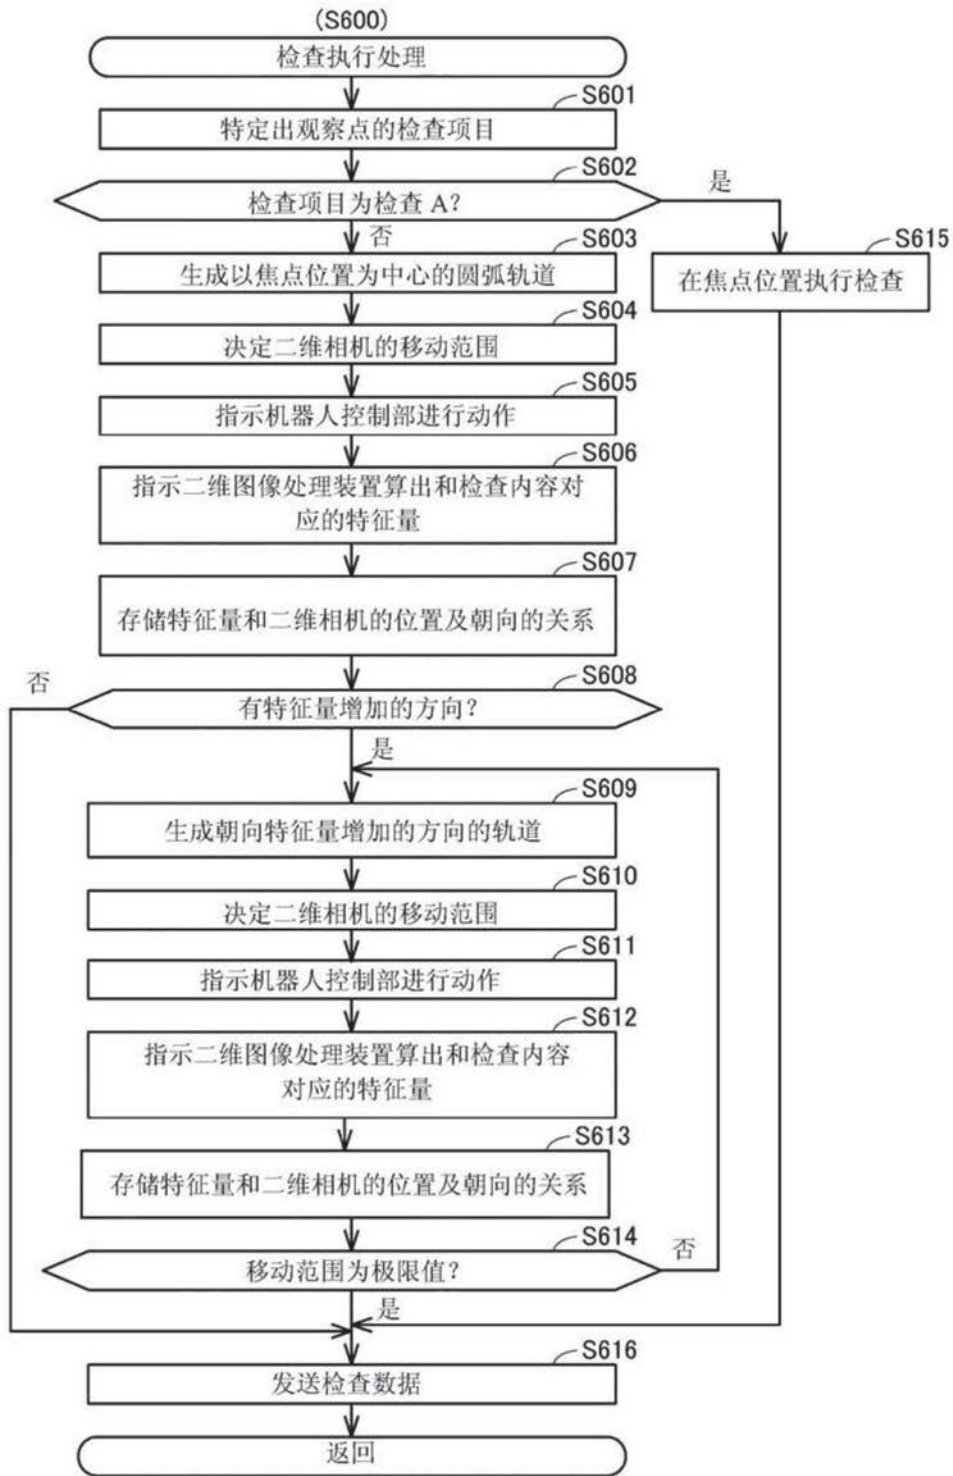 (S600)
检查执行处理
S601
特定出观察点的检查项目
S602
检查项目为检查 A?
是
否
S603
生成以焦点位置为中心的圆弧轨道
S615
在焦点位置执行检查
S604
决定二维相机的移动范围
S605
指示机器人控制部进行动作
S606
指示二维图像处理装置算出和检查内容对
应的特征量
S607
存储特征量和二维相机的位置及朝向的关系
S608
否
有特征量增加的方向?
是
S609
生成朝向特征量增加的方向的轨道
S610
决定二维相机的移动范围
S611
指示机器人控制部进行动作
S612
指示二维图像处理装置算出和检查内容
对应的特征量
S613
存储特征量和二维相机的位置及朝向的关系
S614
移动范围为极限值?
否
是
S616
发送检查数据
返回